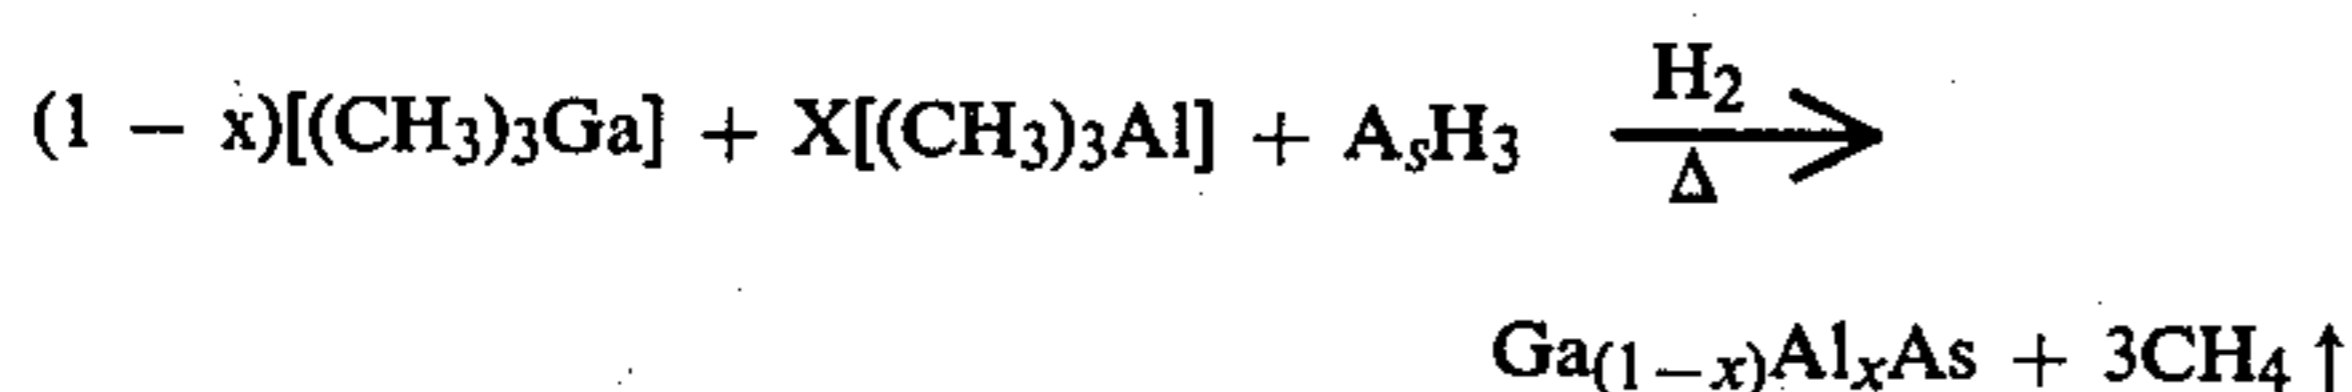 (1 − x)[(CH₃)₃Ga] + X[(CH₃)₃Al] + AₛH₃ —H₂/Δ→
Ga₍₁₋ₓ₎AlₓAs + 3CH₄ ↑